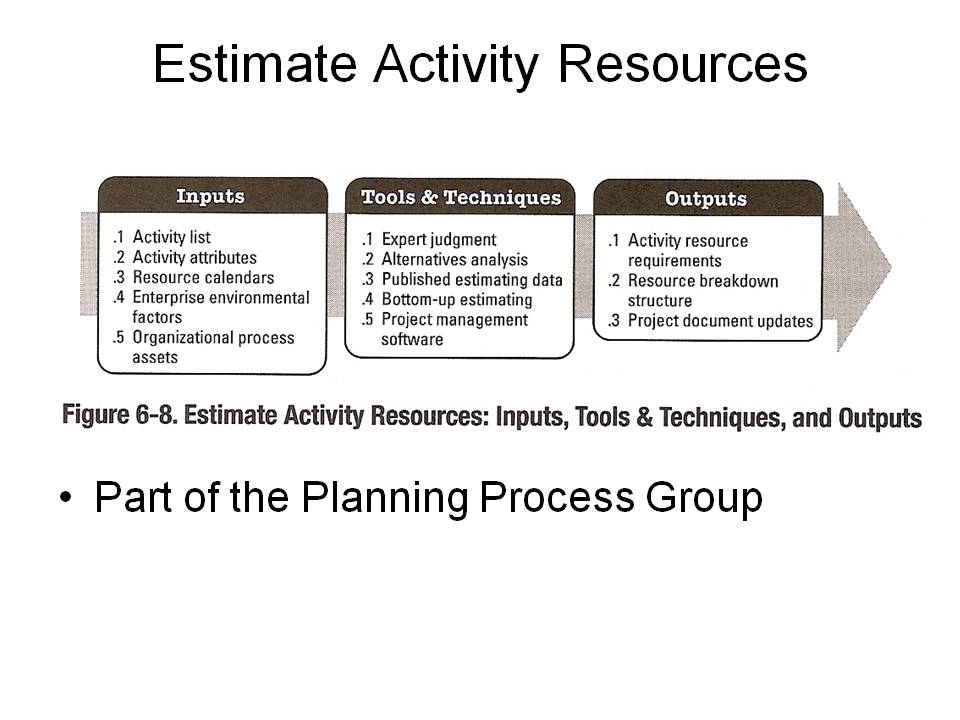 Estimate Activity Resources
Inputs
.1 Activity list
.2 Activity attributes
.3 Resource calendars
.4 Enterprise environmental
factors
.5 Organizational process
assets
Tools & Techniques
.1 Expert judgment
.2 Alternatives analysis
.3 Published estimating data
.4 Bottom-up estimating
.5 Project management
software
Outputs
.1 Activity resource
requirements
.2 Resource breakdown
structure
.3 Project document updates
Figure 6-8. Estimate Activity Resources: Inputs, Tools & Techniques, and Outputs
• Part of the Planning Process Group